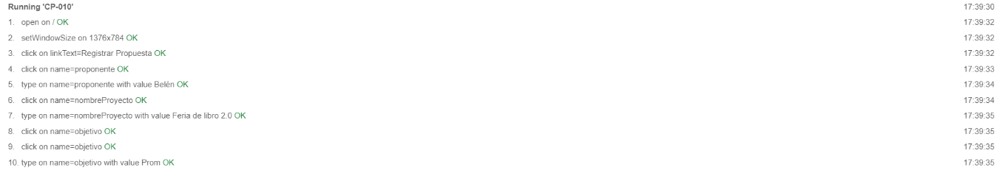 Running 'CP-010' 17:39:30
1. open on / OK 17:39:32
2. setWindowSize on 1376x784 OK 17:39:32
3. click on linkText=Registrar Propuesta OK 17:39:32
4. click on name=proponente OK 17:39:33
5. type on name=proponente with value Belén OK 17:39:34
6. click on name=nombreProyecto OK 17:39:34
7. type on name=nombreProyecto with value Feria de libro 2.0 OK 17:39:35
8. click on name=objetivo OK 17:39:35
9. click on name=objetivo OK 17:39:35
10. type on name=objetivo with value Prom OK 17:39:35